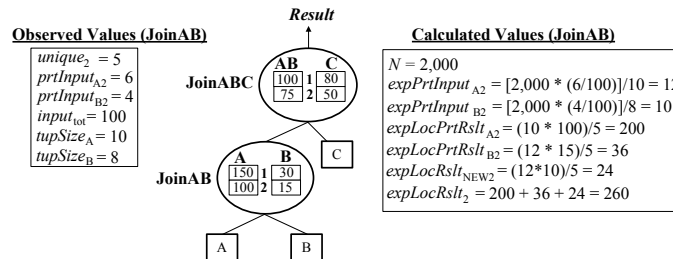 Result
Observed Values (JoinAB)
unique2 = 5
prtInputA2 = 6
prtInputB2 = 4
inputtot = 100
tupSizeA = 10
tupSizeB = 8
JoinABC
AB C
100 1 80
75 2 50
C
JoinAB
A B
150 1 30
100 2 15
A B
Calculated Values (JoinAB)
N = 2,000
expPrtInputA2 = [2,000 * (6/100)]/10 = 12
expPrtInputB2 = [2,000 * (4/100)]/8 = 10
expLocPrtRsltA2 = (10 * 100)/5 = 200
expLocPrtRsltB2 = (12 * 15)/5 = 36
expLocRsltNEW2 = (12*10)/5 = 24
expLocRslt2 = 200 + 36 + 24 = 260